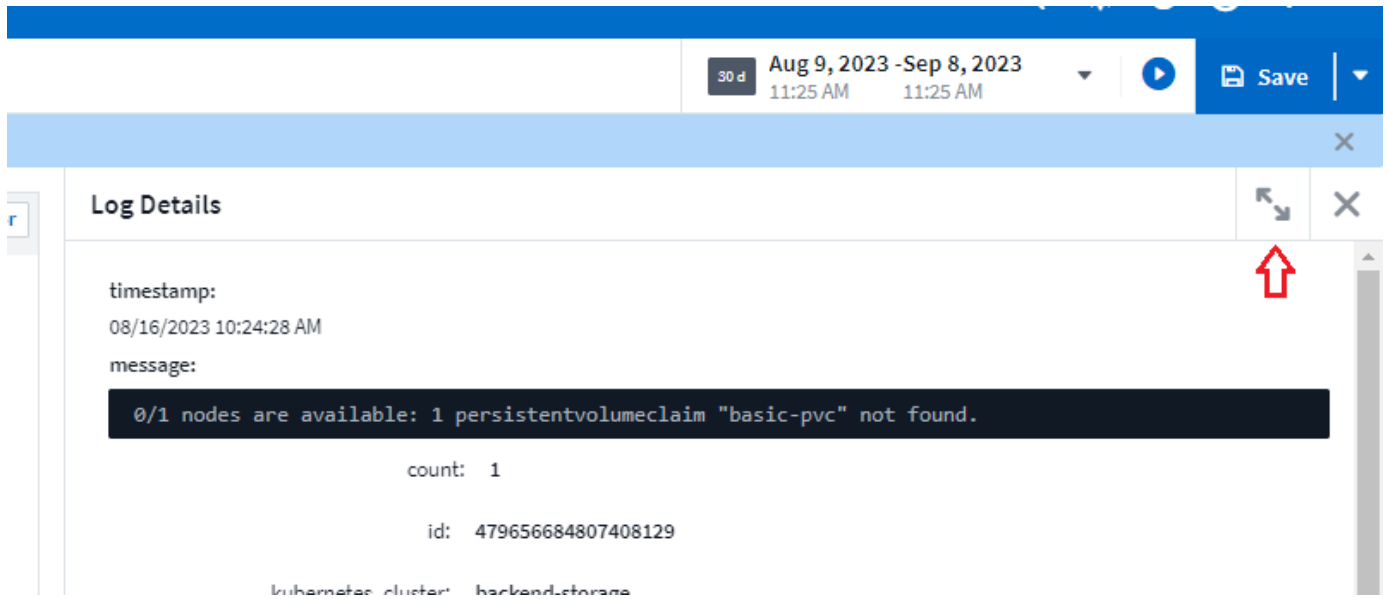 30 d
Aug 9, 2023 -Sep 8, 2023
11:25 AM 11:25 AM
Save
r
Log Details
timestamp:
08/16/2023 10:24:28 AM
message:
0/1 nodes are available: 1 persistentvolumeclaim "basic-pvc" not found.
count: 1
id: 479656684807408129
kubernetes_cluster: backend-storage